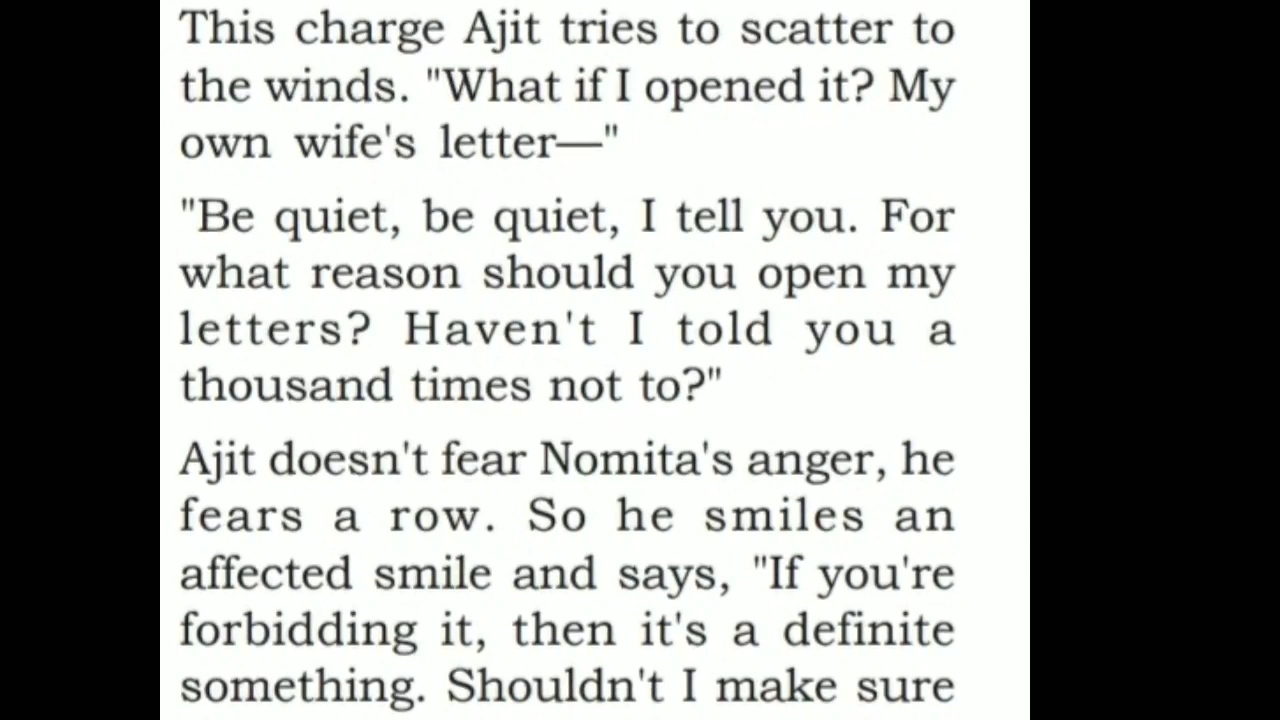 This charge Ajit tries to scatter to
the winds. "What if I opened it? My
own wife's letter—"
"Be quiet, be quiet, I tell you. For
what reason should you open my
letters? Haven't I told you a
thousand times not to?"
Ajit doesn't fear Nomita's anger, he
fears a row. So he smiles an
affected smile and says, "If you're
forbidding it, then it's a definite
something. Shouldn't I make sure